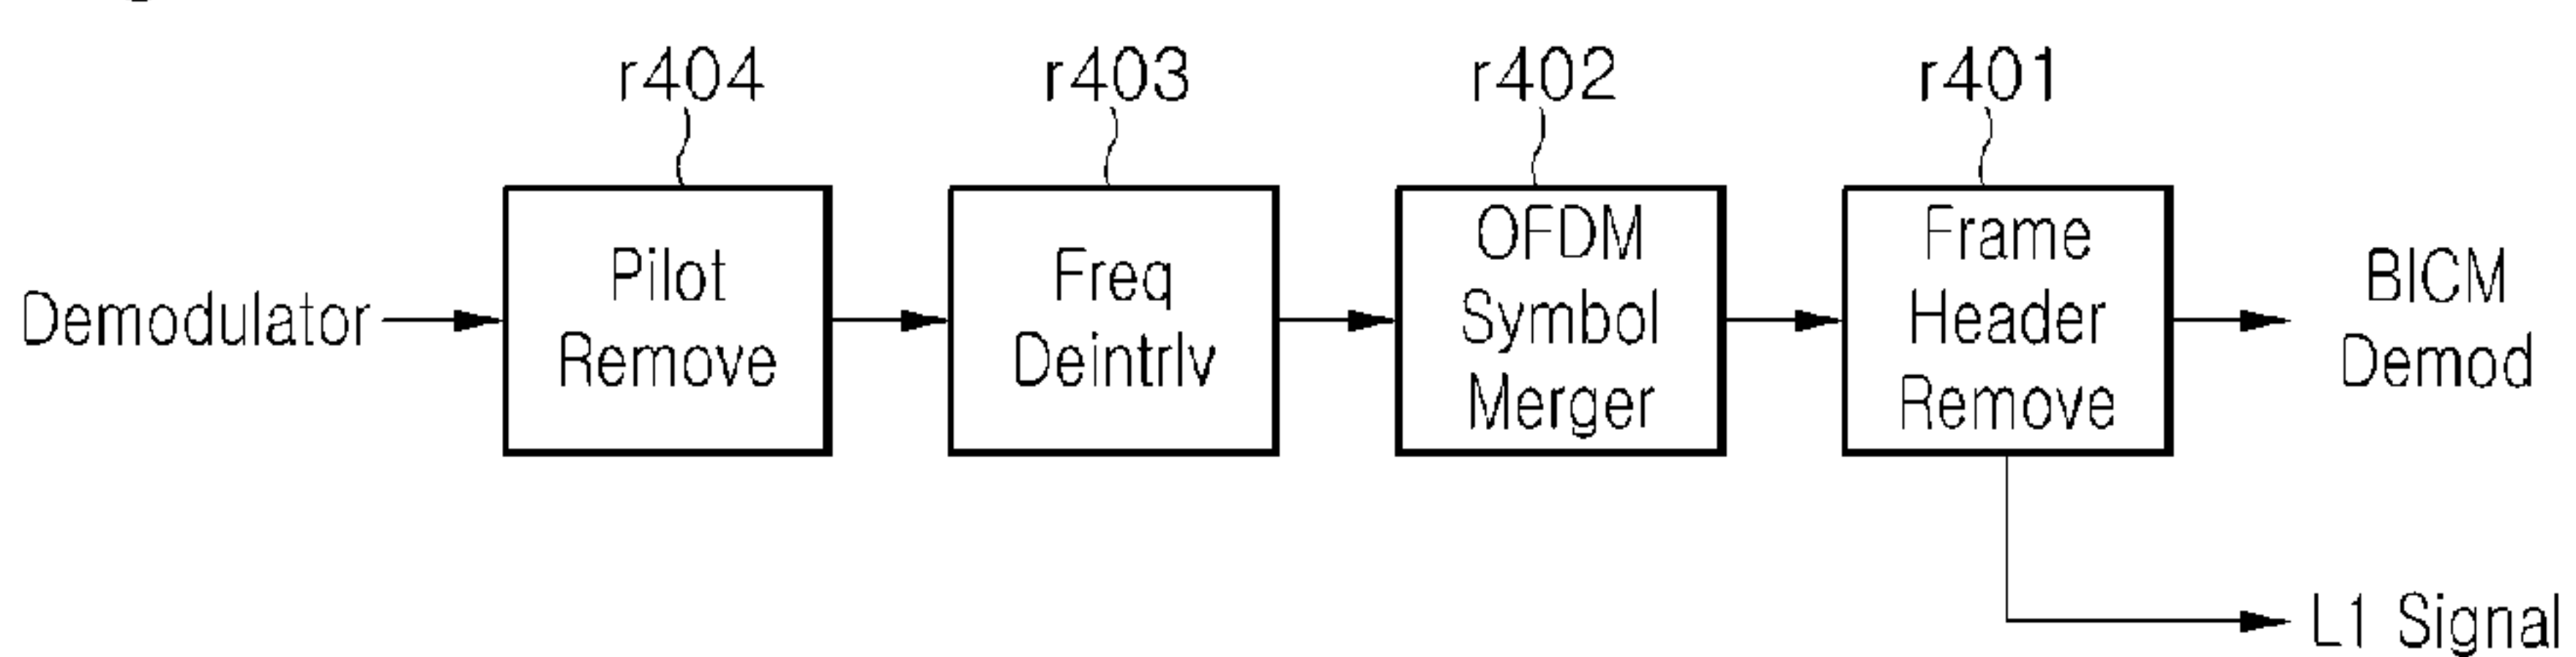 r404
r403
r402
r401
Demodulator
Pilot
Remove
Freq
Deintrlv
OFDM
Symbol
Merger
Frame
Header
Remove
BICM
Demod
L1 Signal